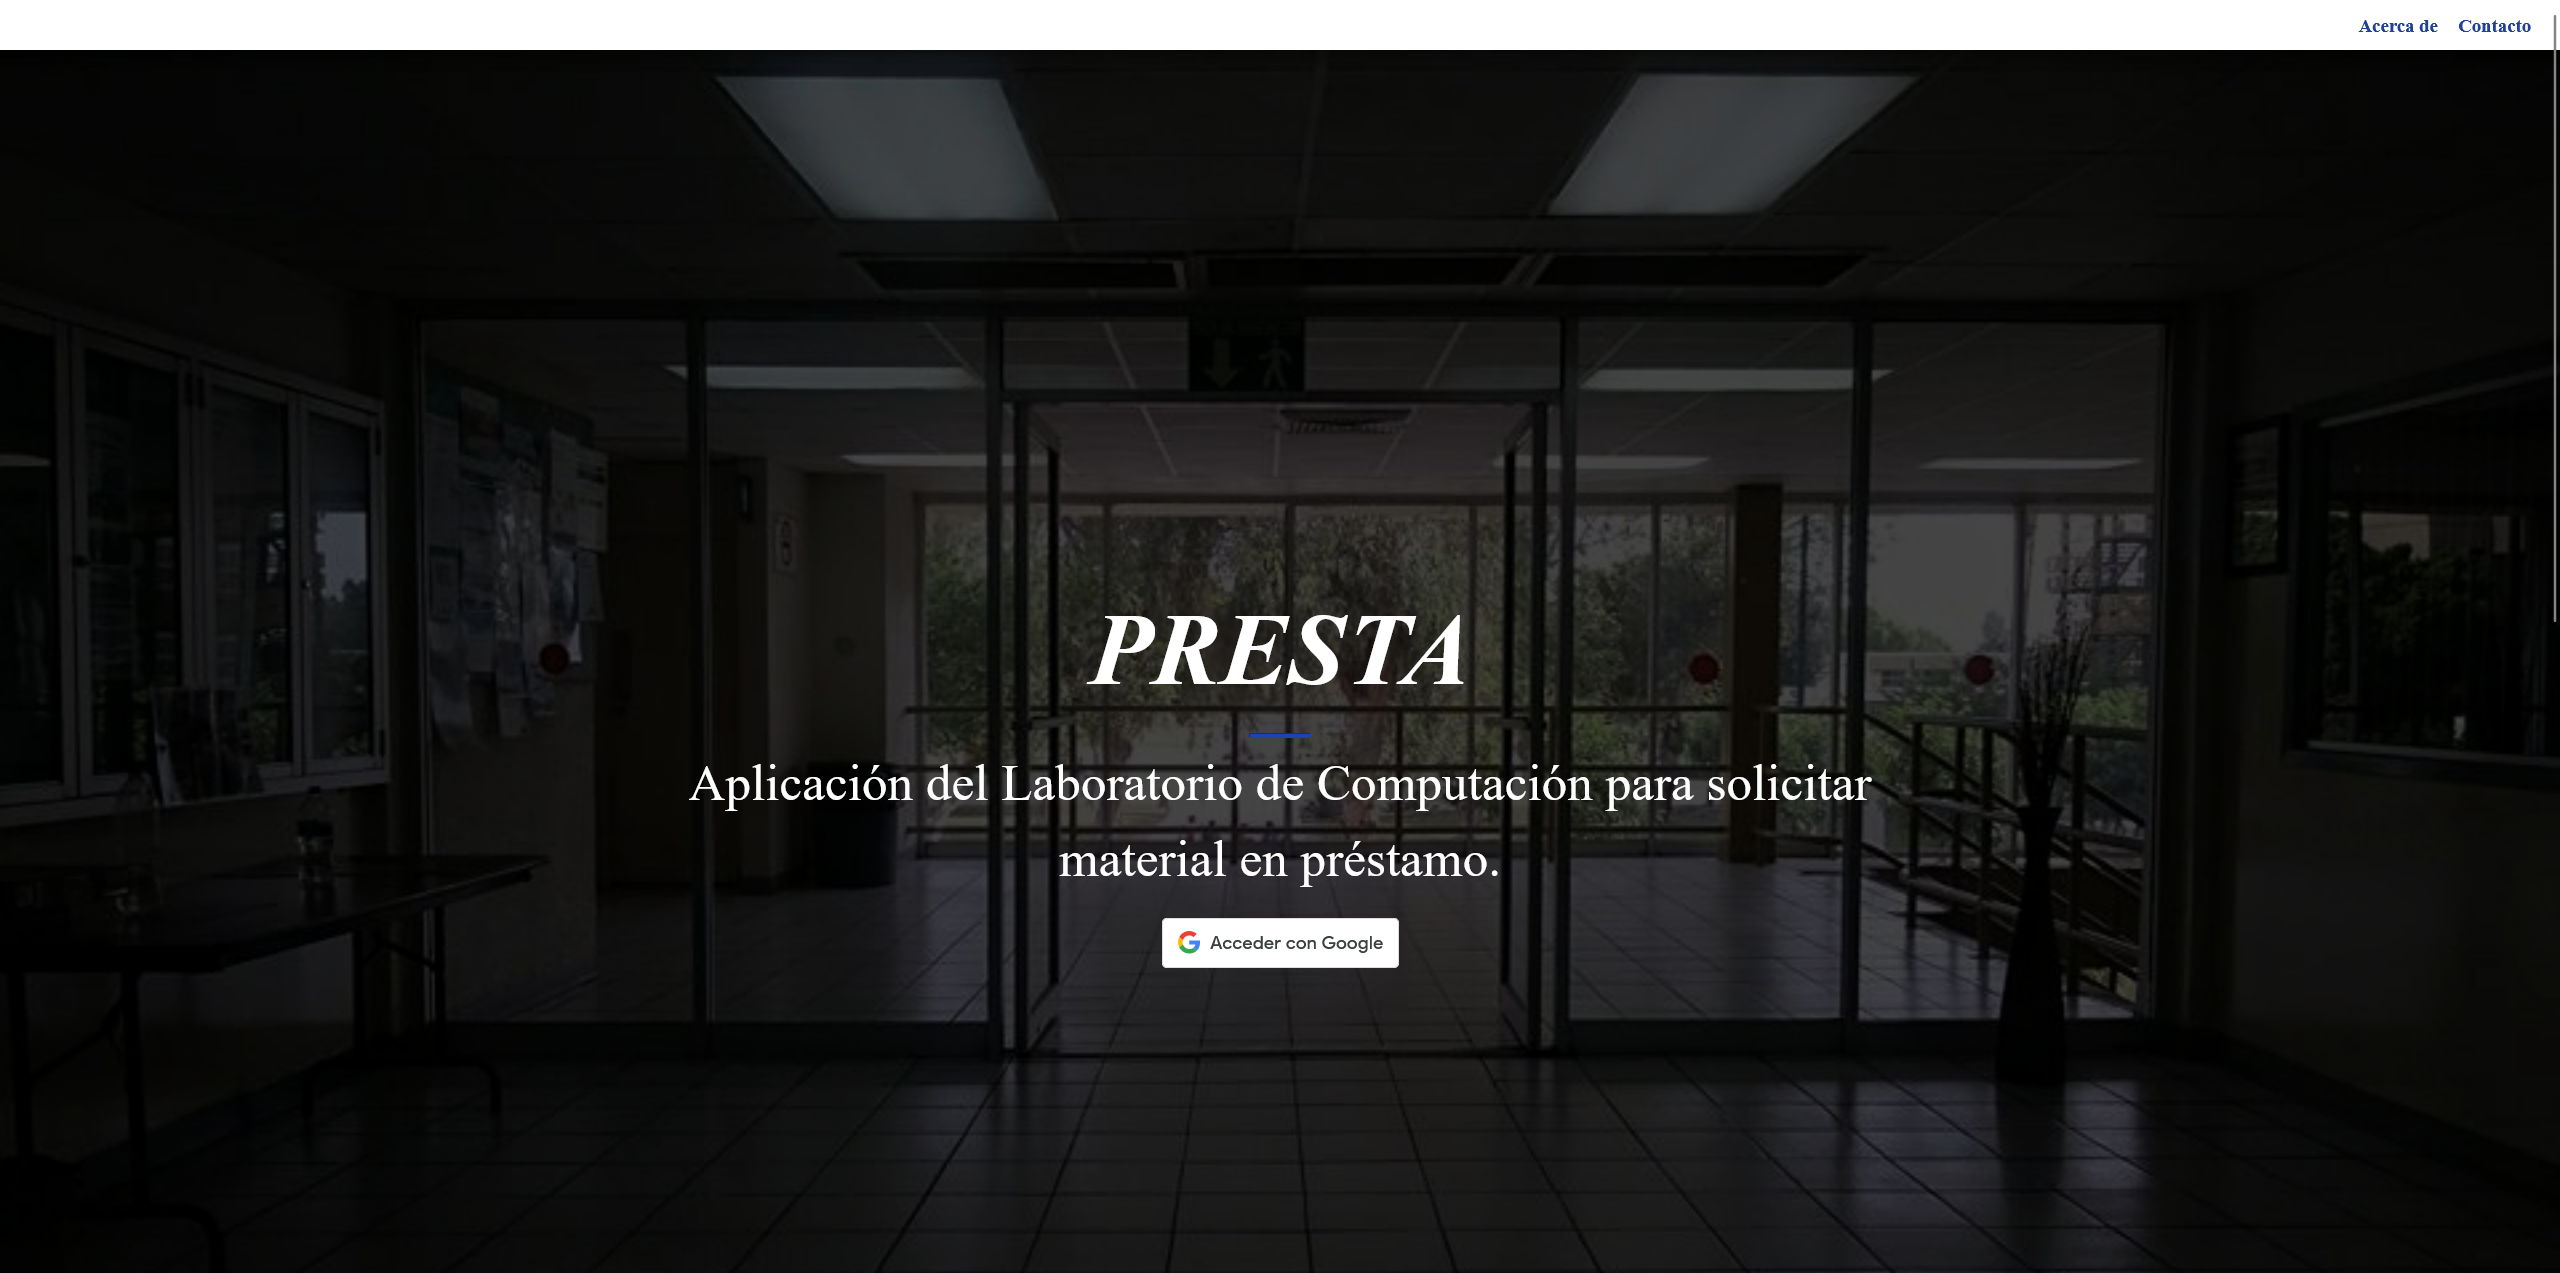 Acerca de Contacto
PRESTA
Aplicación del Laboratorio de Computación para solicitar
material en préstamo.
Acceder con Google